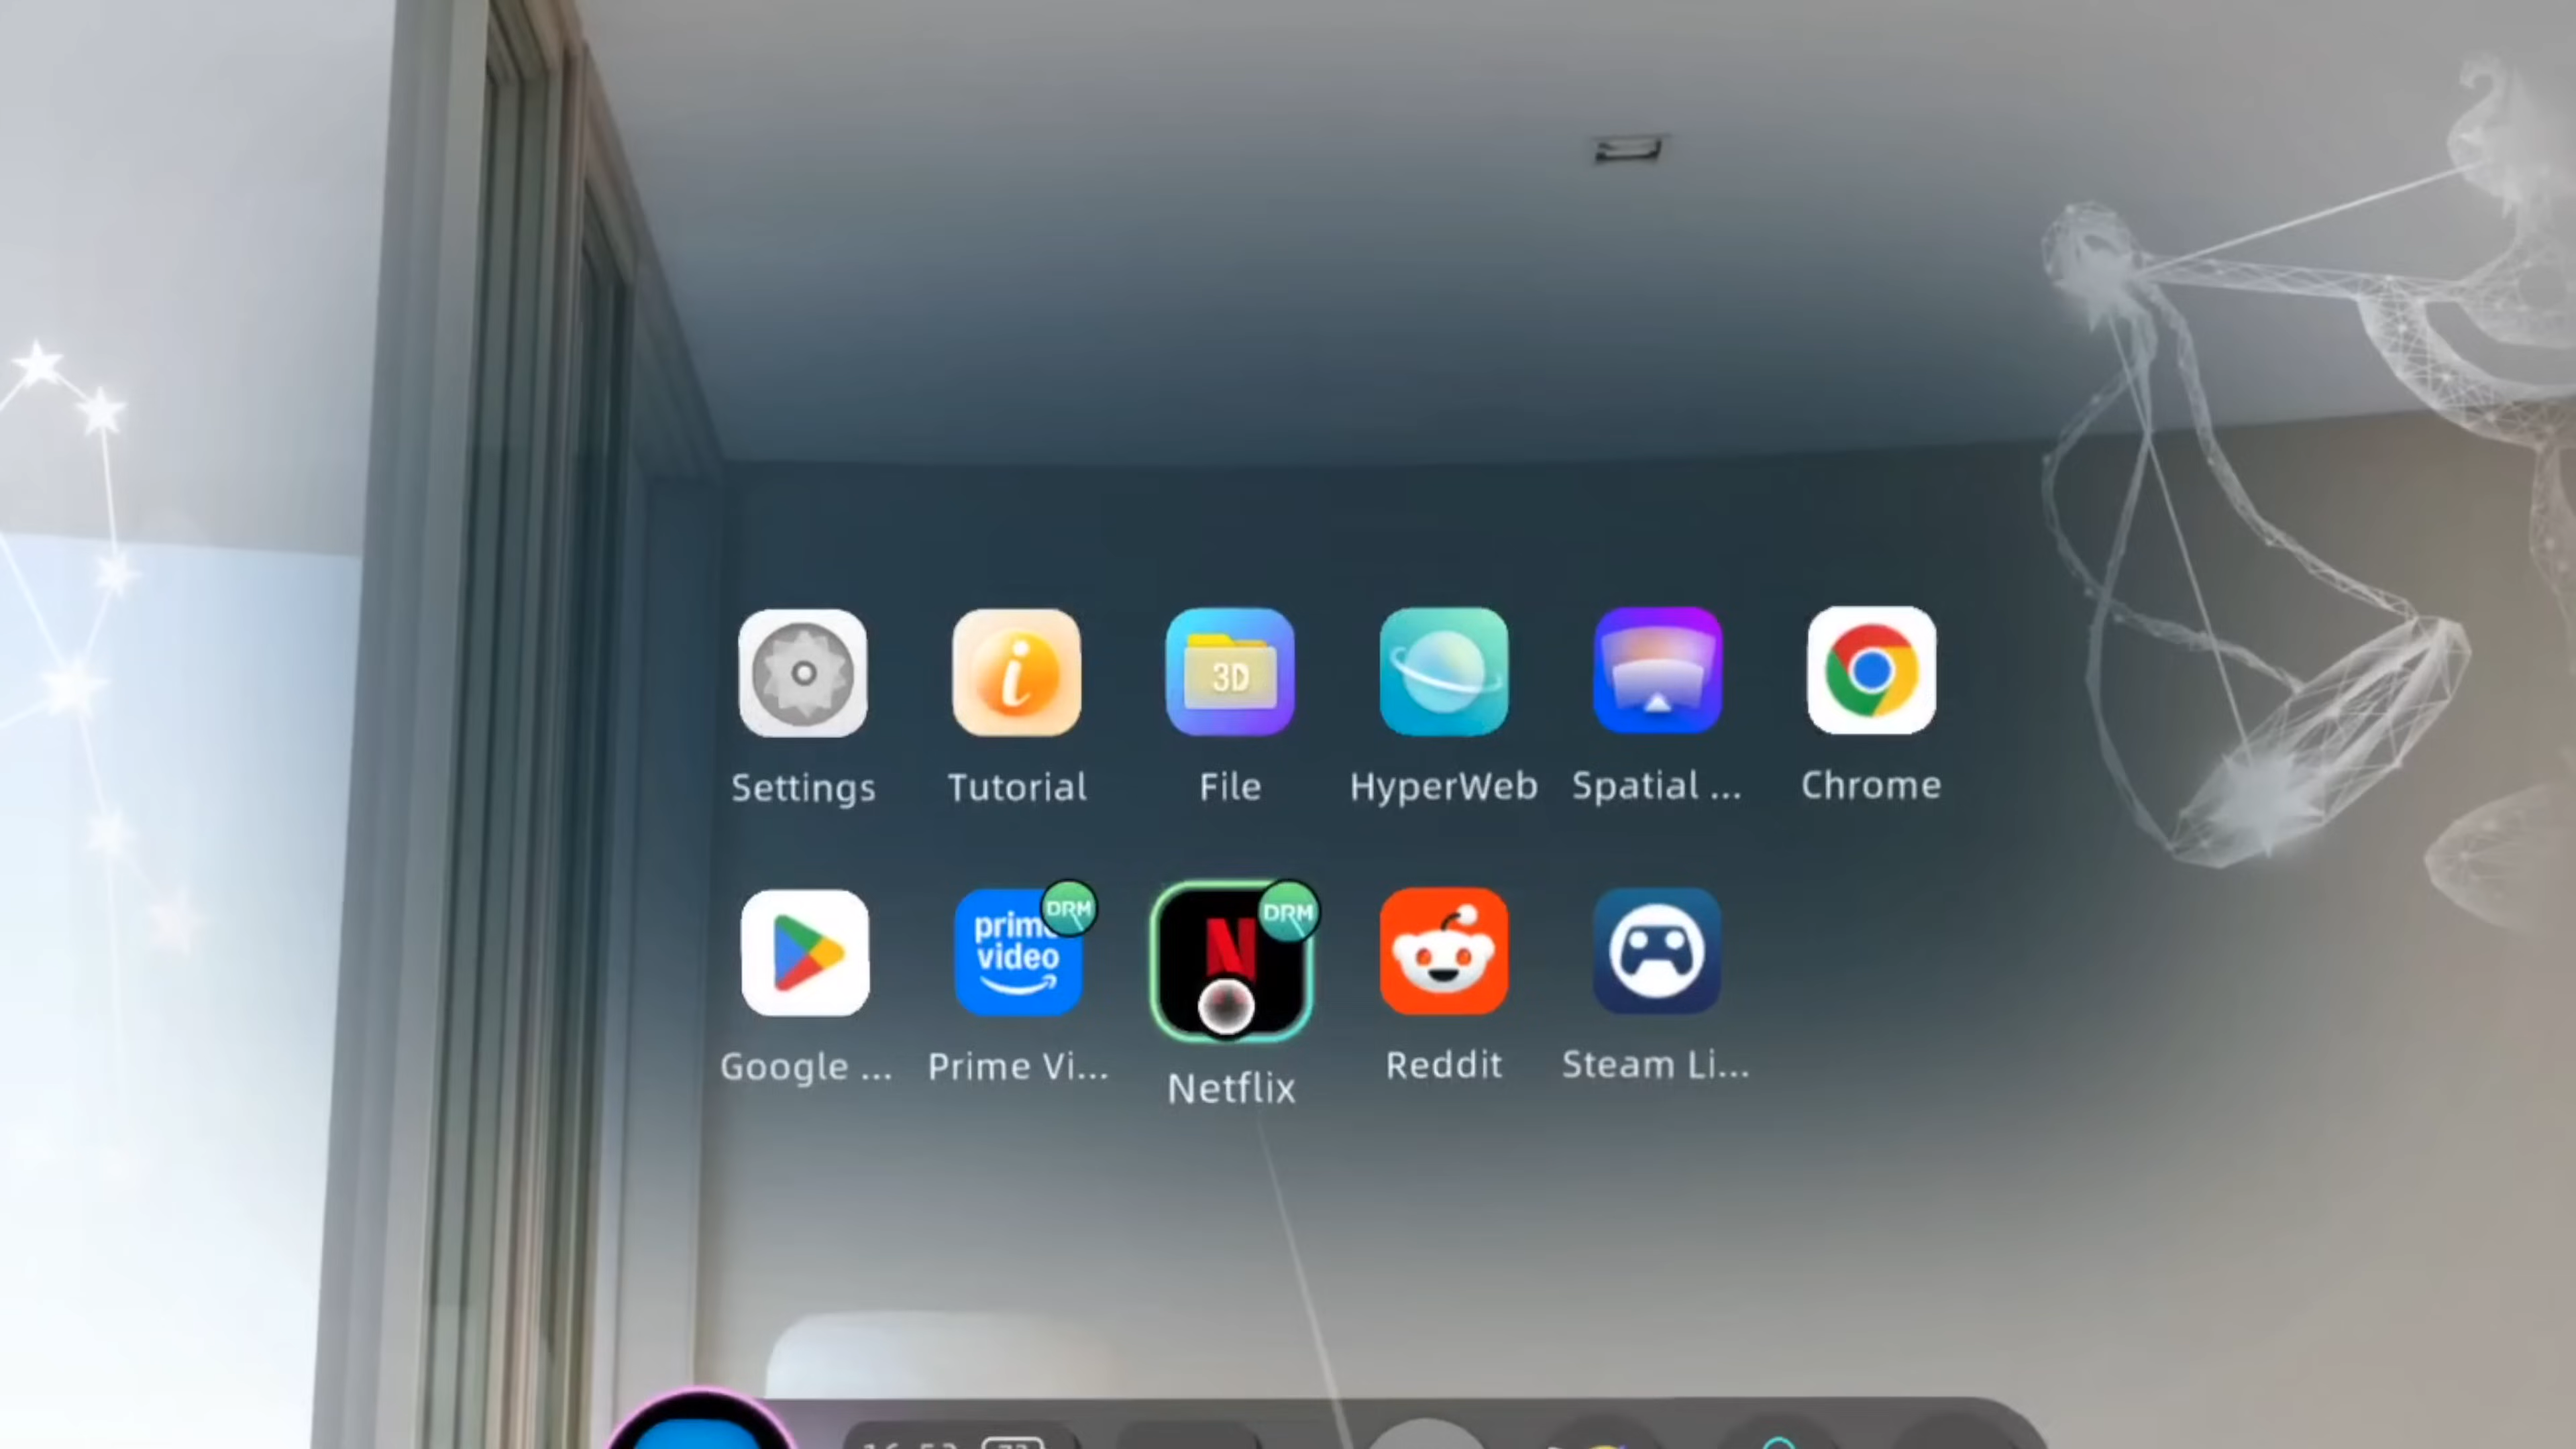 3D
Settings
Tutorial
File
HyperWeb
Spatial ...
Chrome
prime
video
DRM
N
DRM
Google ...
Prime Vi...
Netflix
Reddit
Steam Li...